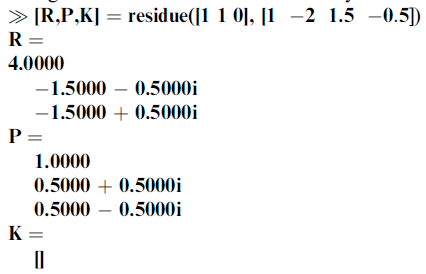 ≫ [R,P,K] = residue([1 1 0], [1 −2 1.5 −0.5])
R =
4.0000
−1.5000 − 0.5000i
−1.5000 + 0.5000i
P =
1.0000
0.5000 + 0.5000i
0.5000 − 0.5000i
K =
[]